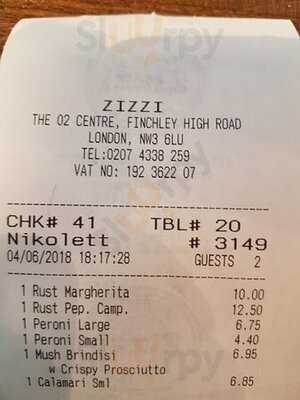 ZIZZI
THE O2 CENTRE, FINCHLEY HIGH ROAD
LONDON, NW3 6LU
TEL:0207 4338 259
VAT NO: 192 3622 07
CHK# 41 TBL# 20
Nikolett # 3149
04/06/2018 18:17:28 GUESTS 2
1 Rust Margherita 10.00
1 Rust Pep. Camp. 12.50
1 Peroni Large 6.75
1 Peroni Small 4.40
1 Mush Brindisi 6.95
w Crispy Prosciutto
1 Calamari Sml 6.85